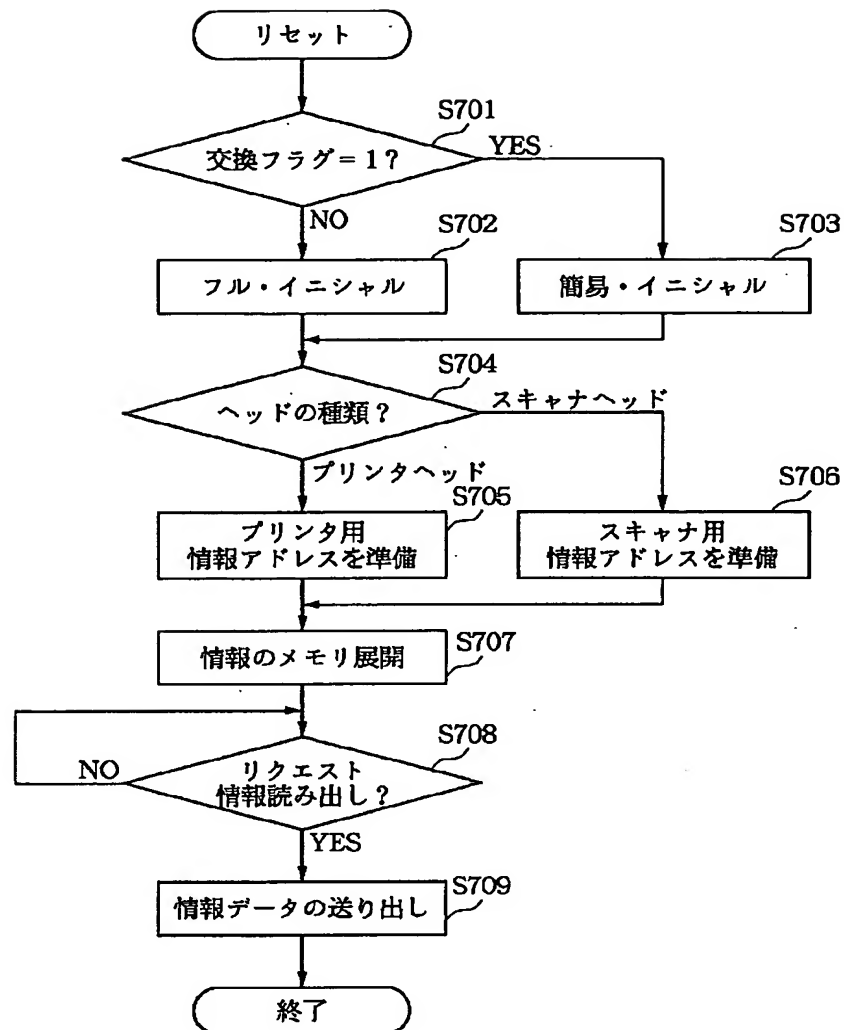 リセット
S701
交換フラグ=1?
YES
NO
S702
S703
フル・イニシャル
簡易・イニシャル
S704
ヘッドの種類?
スキャナヘッド
プリンタヘッド
S705
S706
プリンタ用
情報アドレスを準備
スキャナ用
情報アドレスを準備
情報のメモリ展開
S707
S708
NO
リクエスト
情報読み出し?
YES
S709
情報データの送り出し
終了